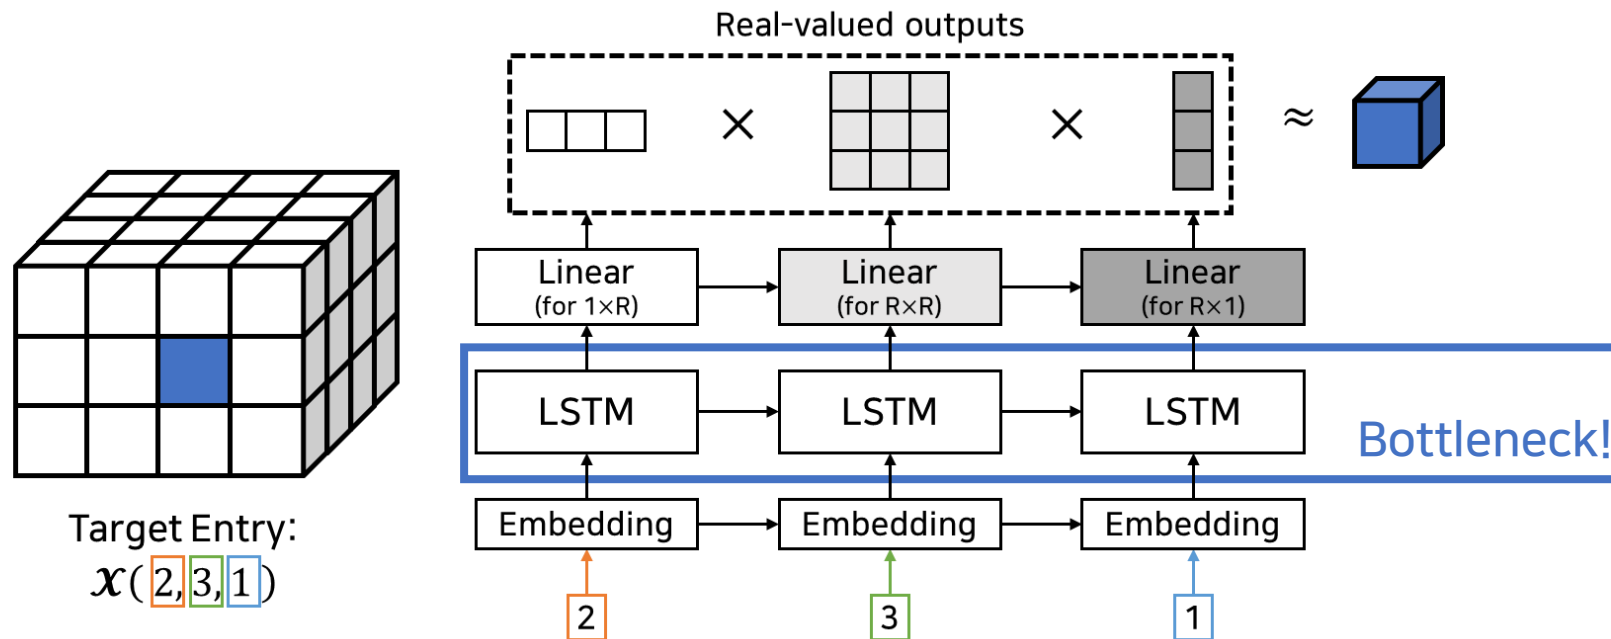 Real-valued outputs
× × ≈
Linear Linear Linear
(for 1×R) (for R×R) (for R×1)
LSTM LSTM LSTM
Bottleneck!
Embedding Embedding Embedding
Target Entry:
𝓧(2,3,1)
2 3 1